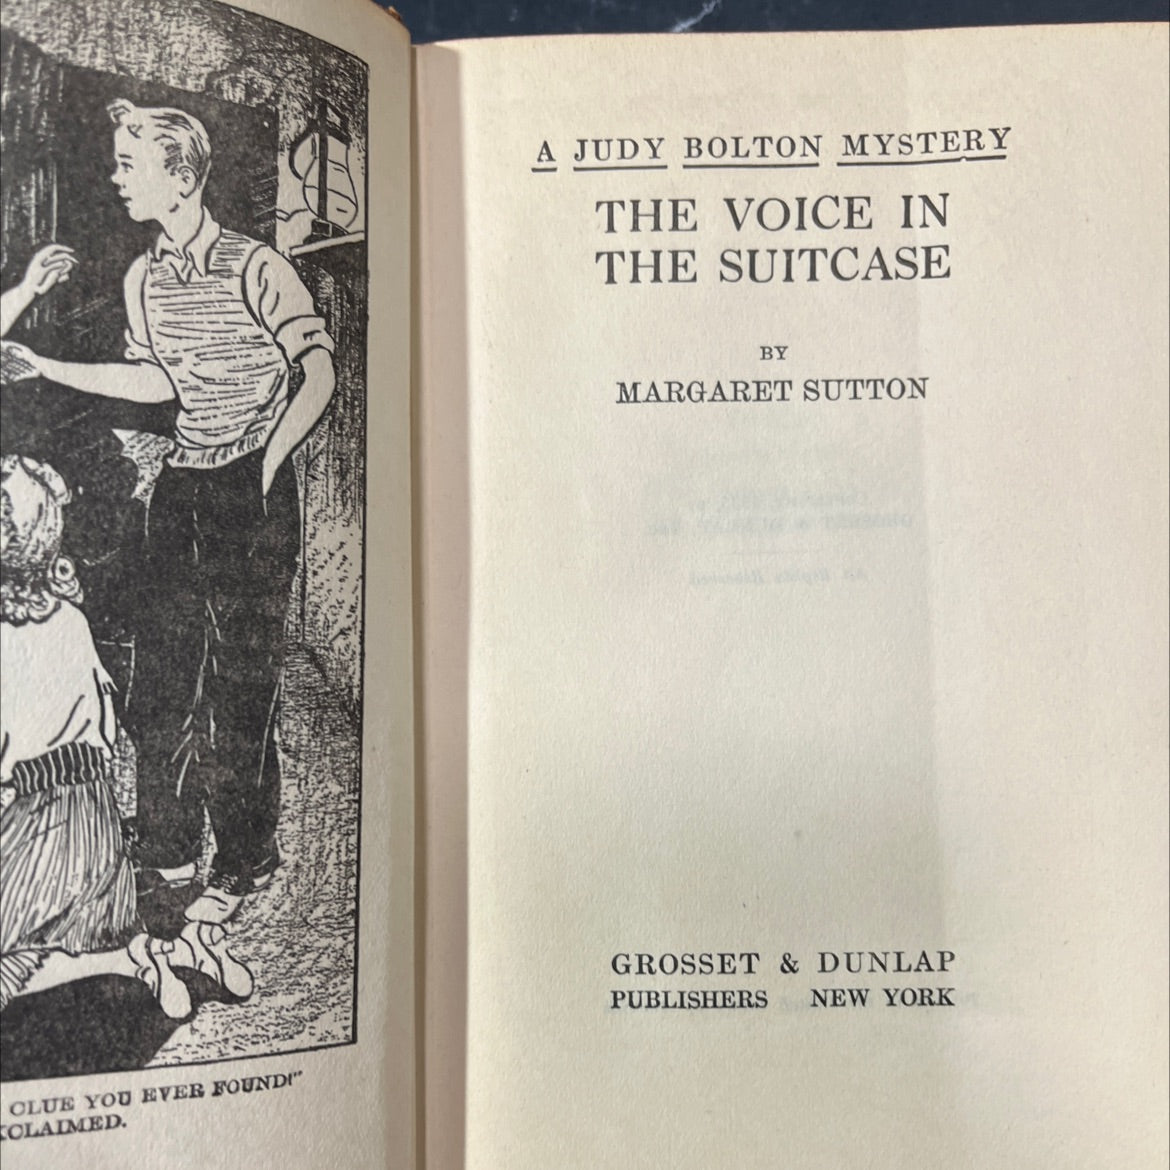 CLUE YOU EVER FOUND!"
XCLAIMED.
A JUDY BOLTON MYSTERY
THE VOICE IN
THE SUITCASE
BY
MARGARET SUTTON
GROSSET & DUNLAP
PUBLISHERS NEW YORK